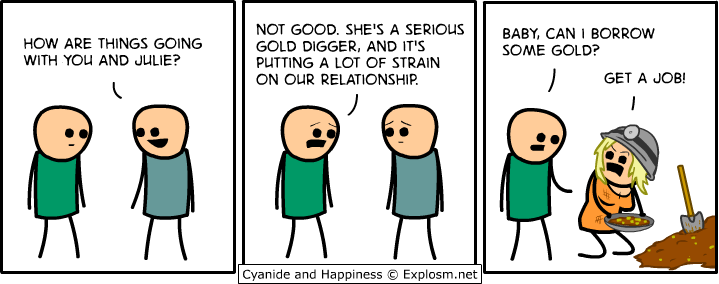 HOW ARE THINGS GOING
WITH YOU AND JULIE?
NOT GOOD. SHE'S A SERIOUS
GOLD DIGGER, AND IT'S
PUTTING A LOT OF STRAIN
ON OUR RELATIONSHIP.
BABY, CAN I BORROW
SOME GOLD?
GET A JOB!
Cyanide and Happiness © Explosm.net